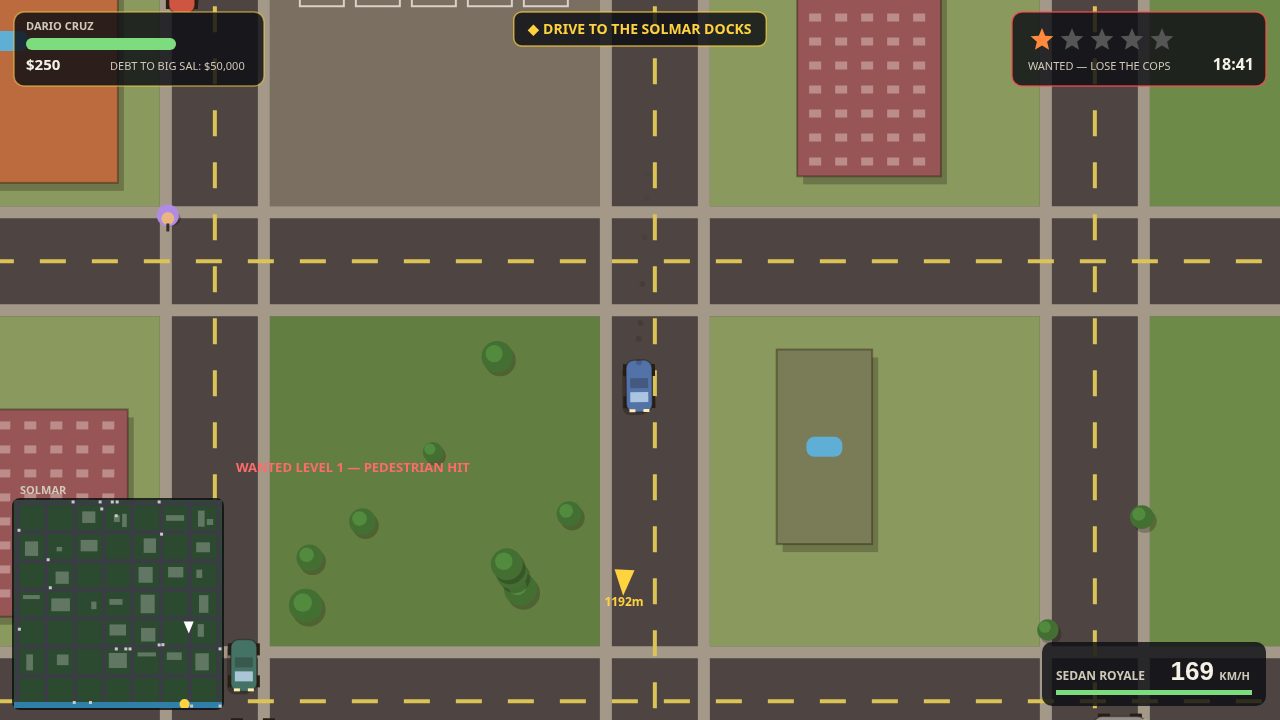 DARIO CRUZ
$250
DEBT TO BIG SAL: $50,000
◆ DRIVE TO THE SOLMAR DOCKS
WANTED — LOSE THE COPS
18:41
WANTED LEVEL 1 — PEDESTRIAN HIT
SOLMAR
1192m
SEDAN ROYALE
169 KM/H